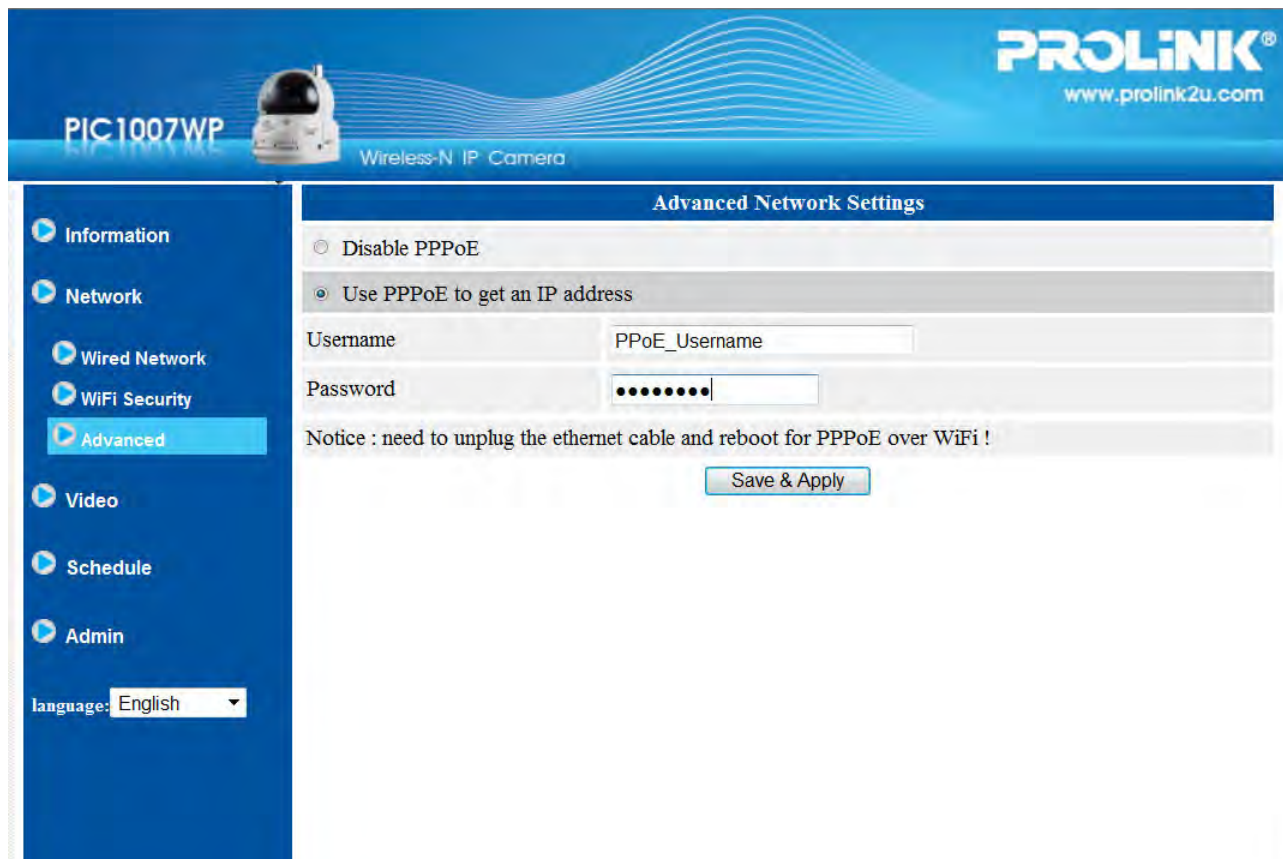 PROLiNK®
www.prolink2u.com
PIC1007WP
Wireless-N IP Camera
Information
Network
Wired Network
WiFi Security
Advanced
Video
Schedule
Admin
language: English
Advanced Network Settings
Disable PPPoE
Use PPPoE to get an IP address
Username PPoE_Username
Password ●●●●●●●●
Notice : need to unplug the ethernet cable and reboot for PPPoE over WiFi !
Save & Apply